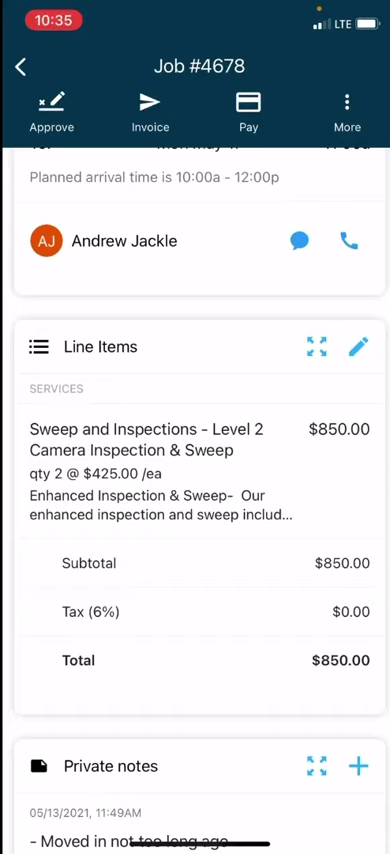 10:35
LTE
Job #4678
Approve
Invoice
Pay
More
Planned arrival time is 10:00a - 12:00p
AJ
Andrew Jackle
Line Items
SERVICES
Sweep and Inspections - Level 2 $850.00
Camera Inspection & Sweep
qty 2 @ $425.00 /ea
Enhanced Inspection & Sweep- Our
enhanced inspection and sweep includ...
Subtotal $850.00
Tax (6%) $0.00
Total $850.00
Private notes
05/13/2021, 11:49AM
- Moved in not too long ago